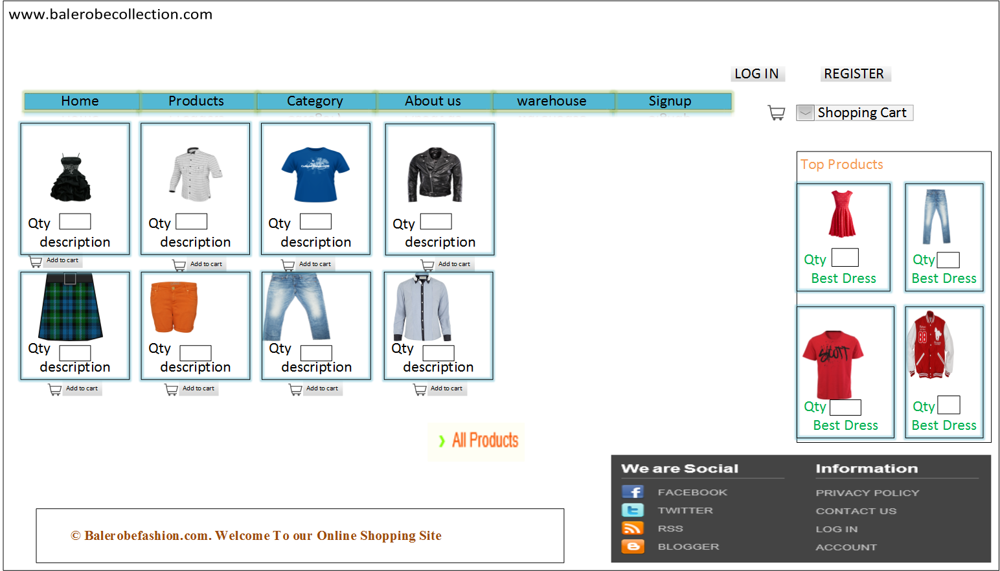 www.balerobecollection.com
LOG IN
REGISTER
Home Products Category About us warehouse Signup
Shopping Cart
Qty
description
Add to cart
Qty
description
Add to cart
Qty
description
Add to cart
Qty
description
Add to cart
Qty
description
Add to cart
Qty
description
Add to cart
Qty
description
Add to cart
Qty
description
Add to cart
Top Products
Qty
Best Dress
Qty
Best Dress
SCOTT
Qty
Best Dress
88
Qty
Best Dress
All Products
We are Social
FACEBOOK
TWITTER
RSS
BLOGGER
Information
PRIVACY POLICY
CONTACT US
LOG IN
ACCOUNT
© Balerobefashion.com. Welcome To our Online Shopping Site